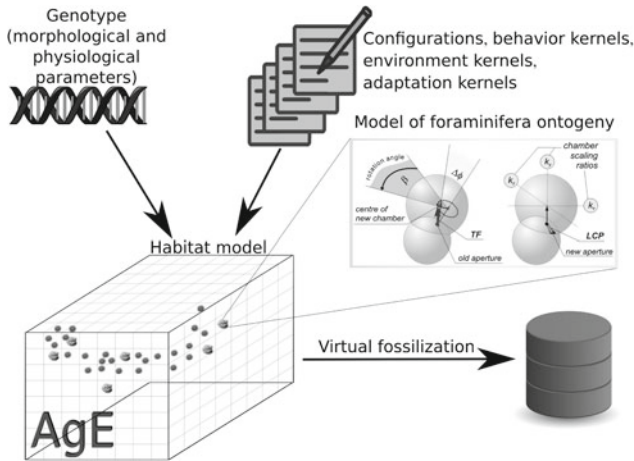 Genotype
(morphological and
physiological
parameters)
Configurations, behavior kernels,
environment kernels,
adaptation kernels
Model of foraminifera ontogeny
rotation angle
β
Δϕ
centre of
new chamber
TF
old aperture
chamber
scaling
ratios
LCP
new aperture
Habitat model
Virtual fossilization
AgE